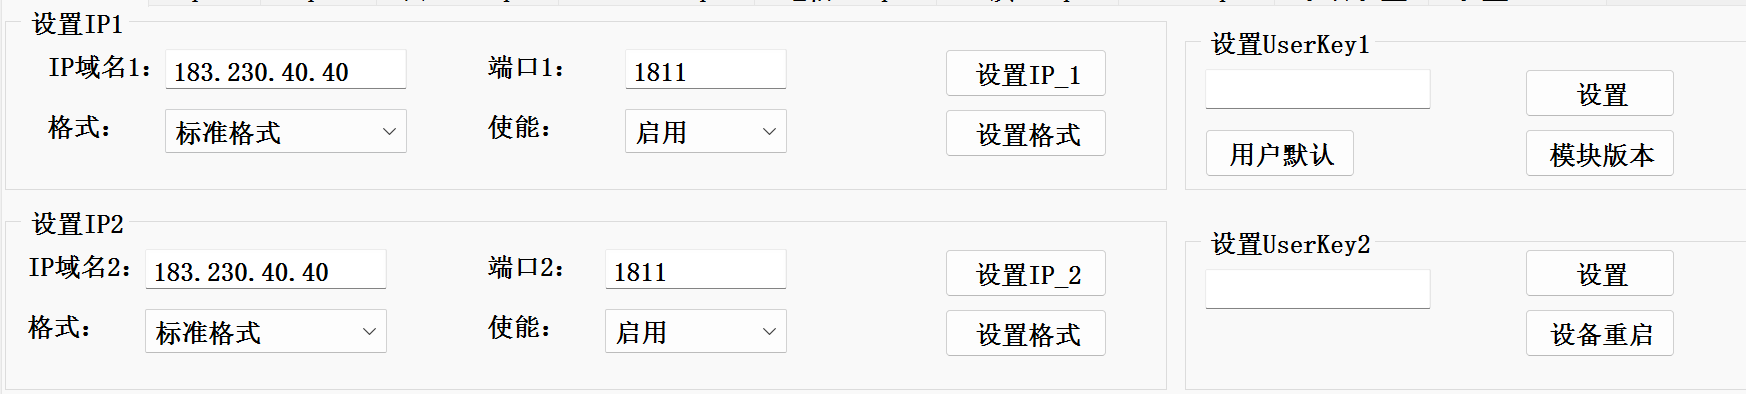 设置IP1
IP域名1: 183.230.40.40 端口1: 1811 设置IP_1
格式: 标准格式 使能: 启用 设置格式
设置UserKey1
设置
用户默认 模块版本
设置IP2
IP域名2: 183.230.40.40 端口2: 1811 设置IP_2
格式: 标准格式 使能: 启用 设置格式
设置UserKey2
设置
设备重启